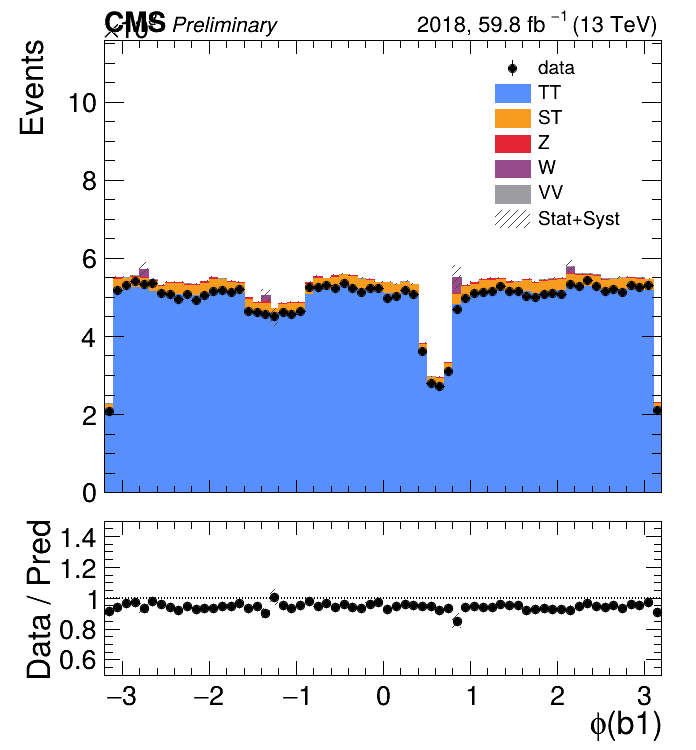 CMS Preliminary 2018, 59.8 fb⁻¹ (13 TeV)
Events
data
TT
ST
Z
W
VV
Stat+Syst
10
8
6
4
2
0
Data / Pred
1.4
1.2
1
0.8
0.6
−3 −2 −1 0 1 2 3
ϕ(b1)